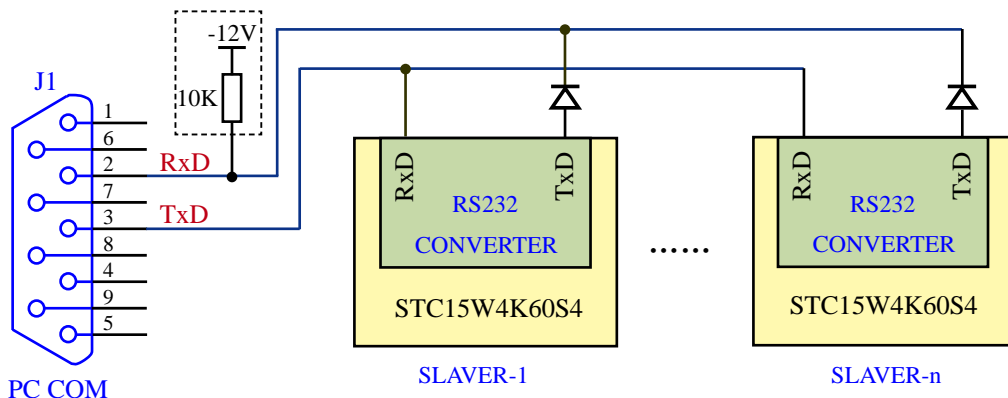 -12V
J1
10K
1
6
2
RxD
7
3
TxD
8
4
9
5
PC COM
RxD
TxD
RS232
CONVERTER
STC15W4K60S4
SLAVER-1
......
RxD
TxD
RS232
CONVERTER
STC15W4K60S4
SLAVER-n